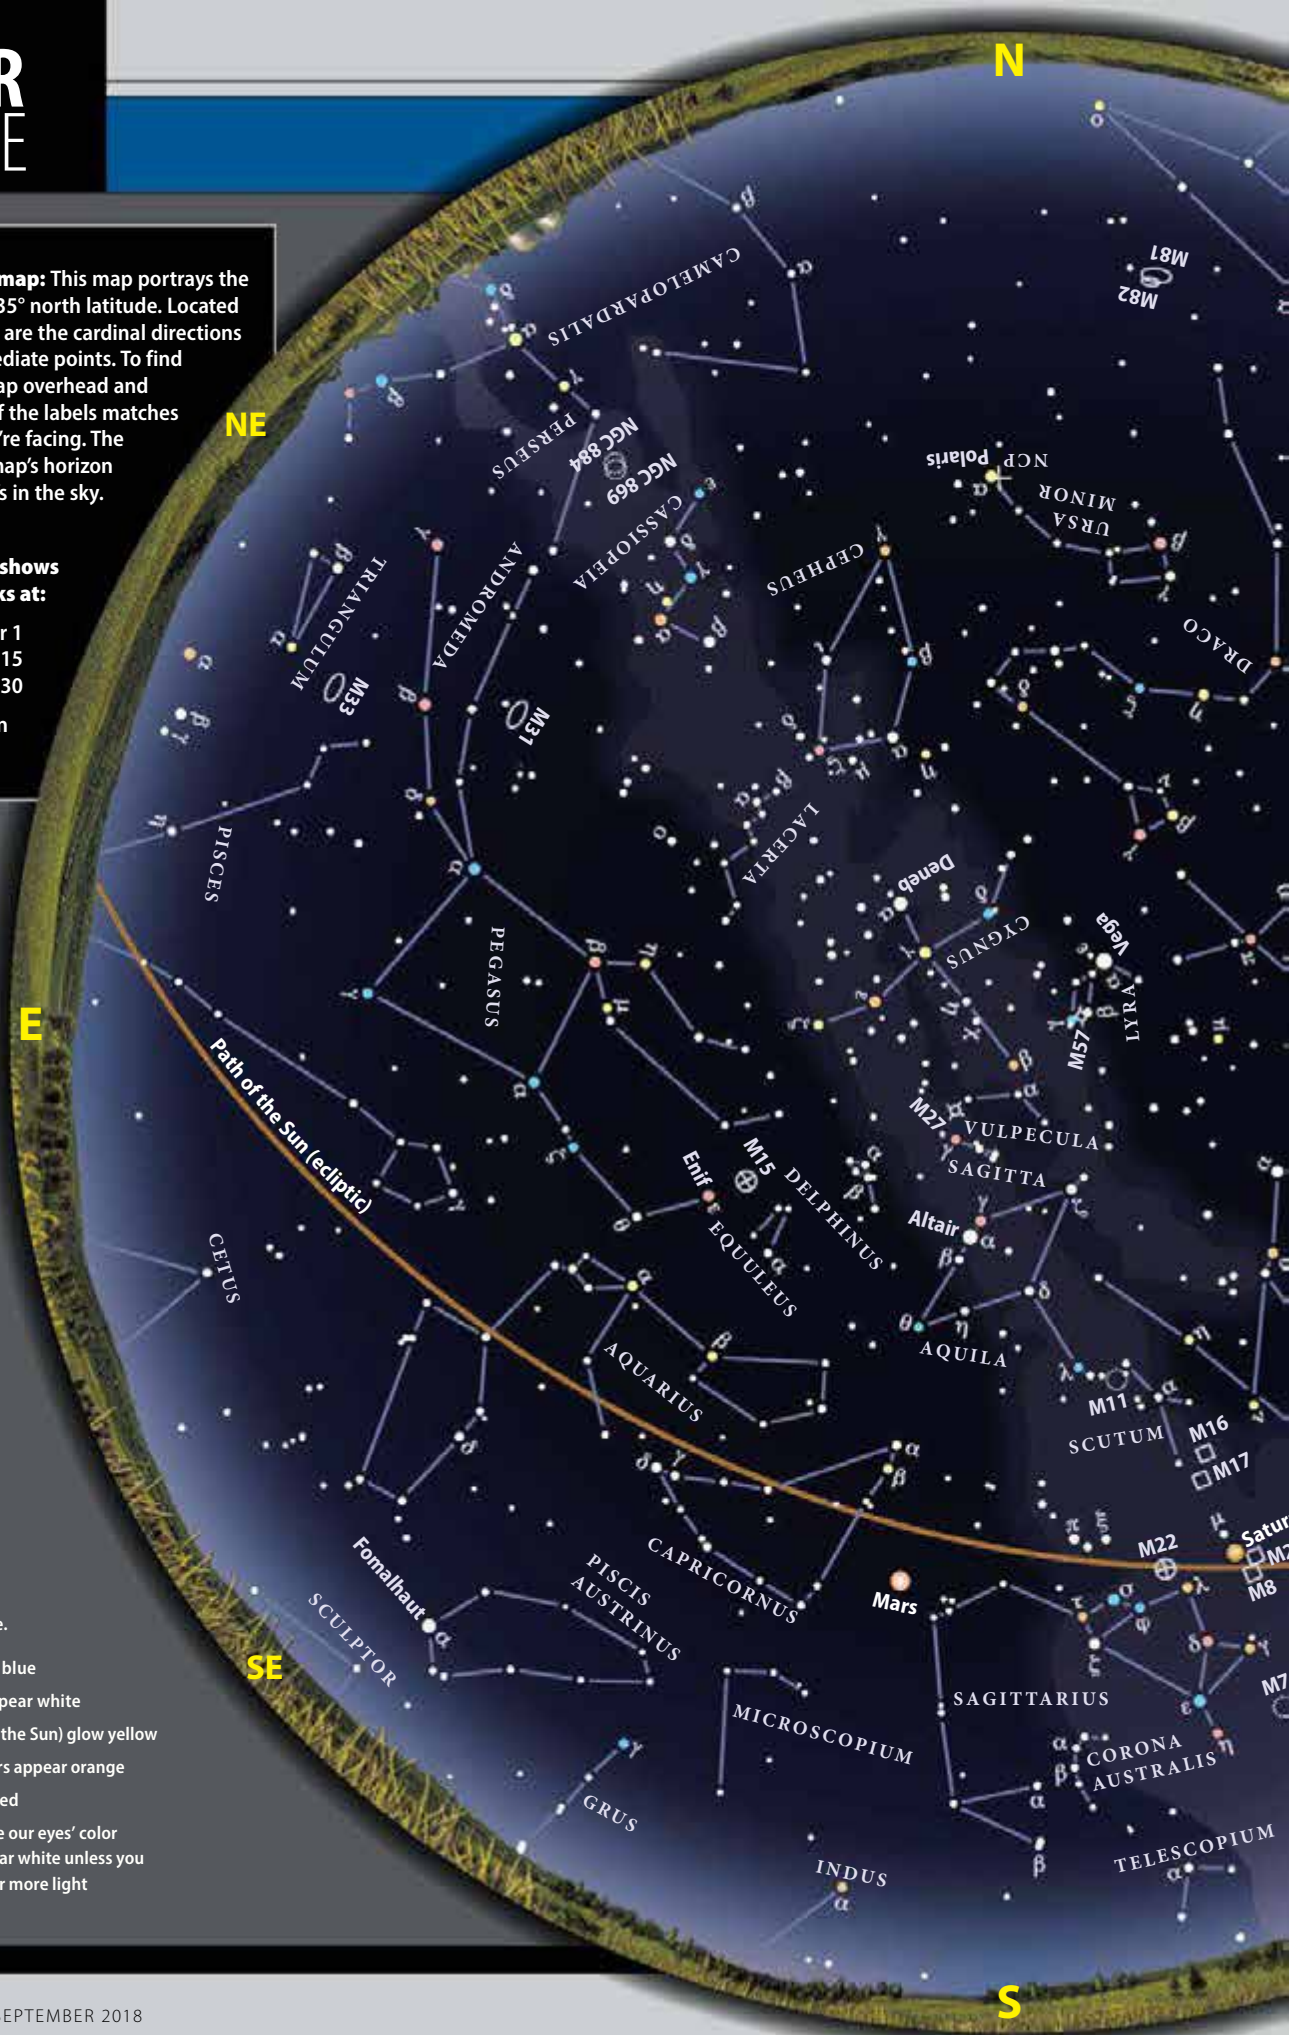 R
E
map: This map portrays the
35° north latitude. Located
are the cardinal directions
ediate points. To find
ap overhead and
f the labels matches
’re facing. The
map’s horizon
’s in the sky.
shows
ks at:
r 1
15
30
n
e.
blue
pear white
the Sun) glow yellow
rs appear orange
ed
e our eyes’ color
ar white unless you
r more light
SEPTEMBER 2018
N
NE
E
SE
S
CAMELOPARDALIS
M81
M82
PERSEUS
NGC 884
NGC 869
CASSIOPEIA
Polaris
NCP
URSA
MINOR
CEPHEUS
DRACO
TRIANGULUM
M33
ANDROMEDA
M31
LACERTA
PISCES
PEGASUS
Deneb
CYGNUS
Vega
LYRA
M57
Path of the Sun (ecliptic)
M27
VULPECULA
SAGITTA
M15
Enif
DELPHINUS
EQUULEUS
Altair
AQUILA
CETUS
AQUARIUS
M11
SCUTUM
M16
M17
CAPRICORNUS
Fomalhaut
PISCIS
AUSTRINUS
SCULPTOR
Mars
M22
Satur
M2
M8
M7
SAGITTARIUS
MICROSCOPIUM
CORONA
AUSTRALIS
GRUS
INDUS
TELESCOPIUM